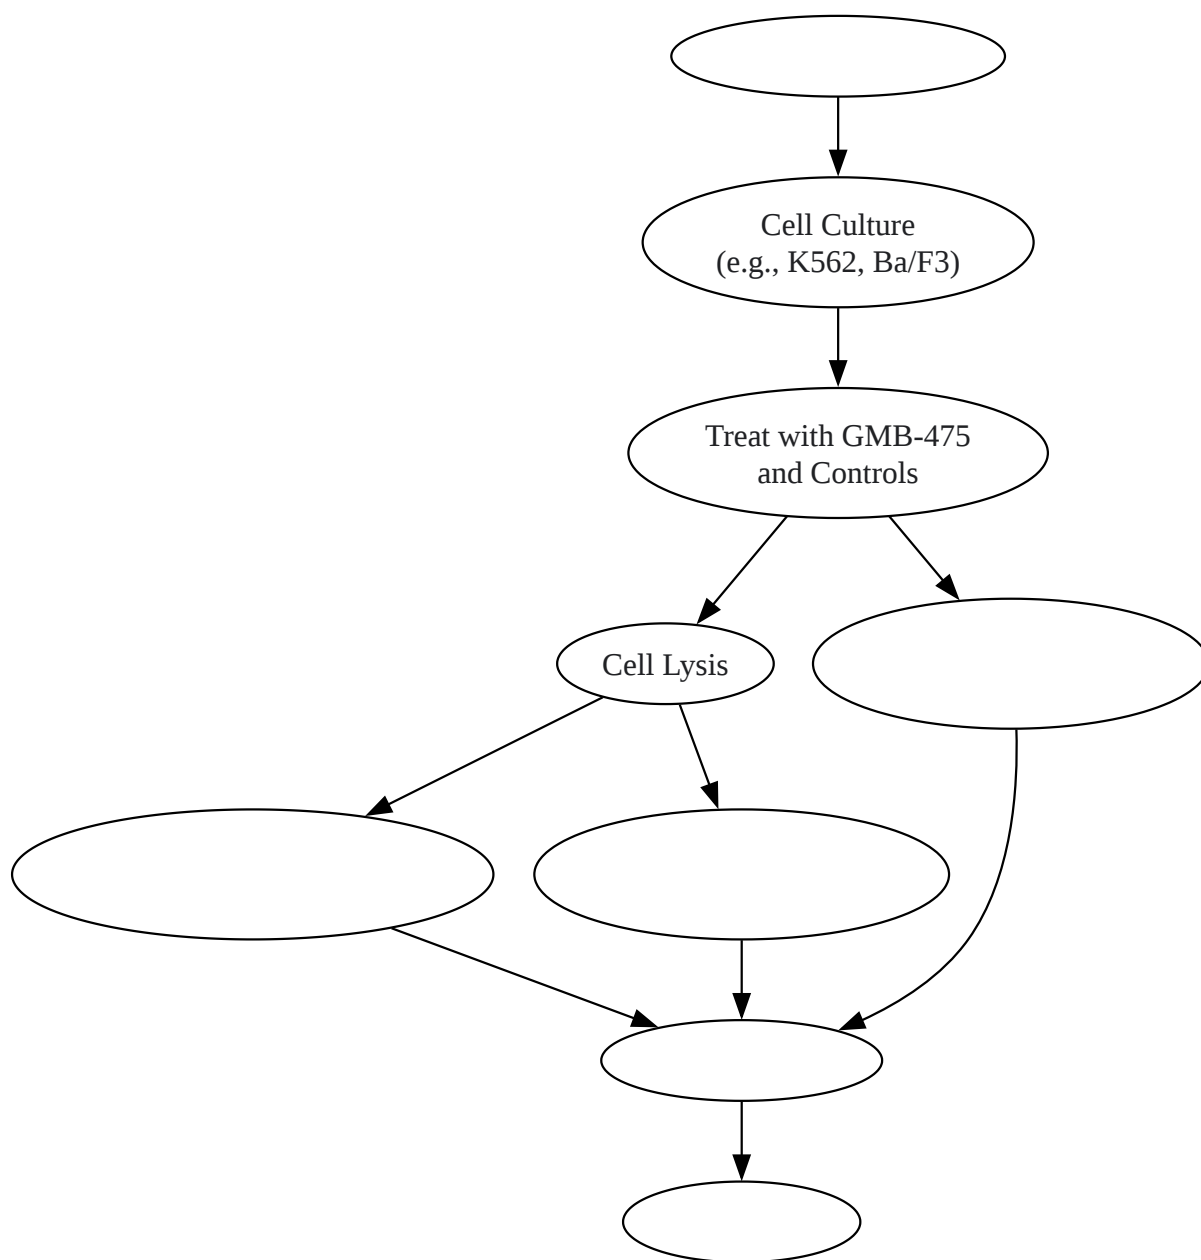 Cell Culture
(e.g., K562, Ba/F3)
Treat with GMB-475
and Controls
Cell Lysis